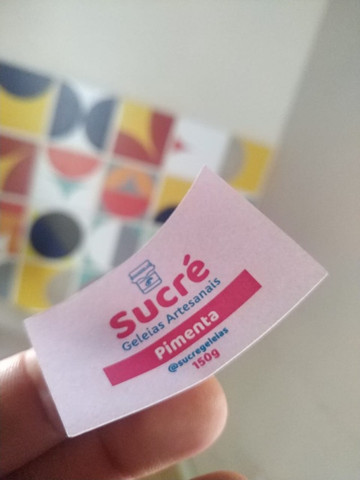 Sucré
Geleias Artesanais
Pimenta
@sucregeleias
150g